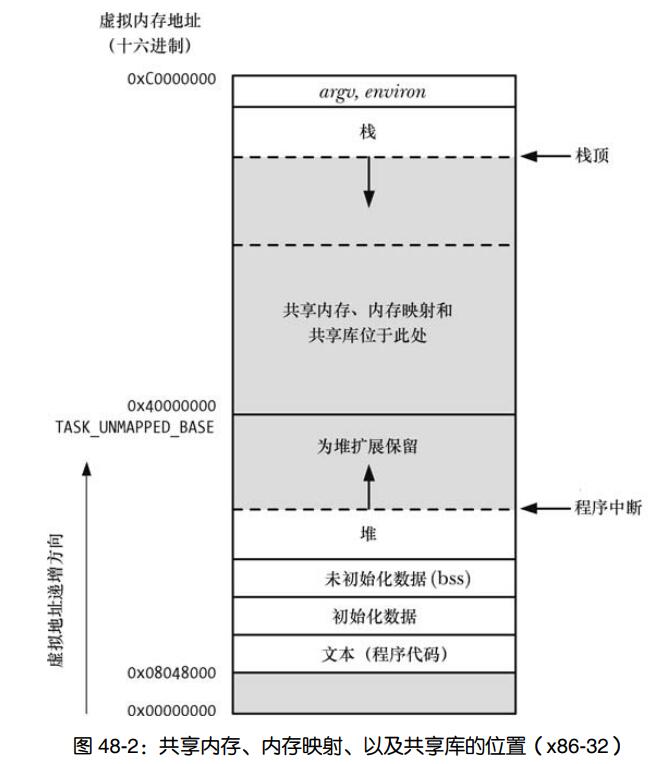 虚拟内存地址
（十六进制）
0xC0000000
argv, environ
栈
栈顶
共享内存、内存映射和
共享库位于此处
0x40000000
TASK_UNMAPPED_BASE
为堆扩展保留
程序中断
堆
未初始化数据 (bss)
初始化数据
文本（程序代码）
0x08048000
0x00000000
虚拟地址递增方向
图 48-2：共享内存、内存映射、以及共享库的位置（x86-32）